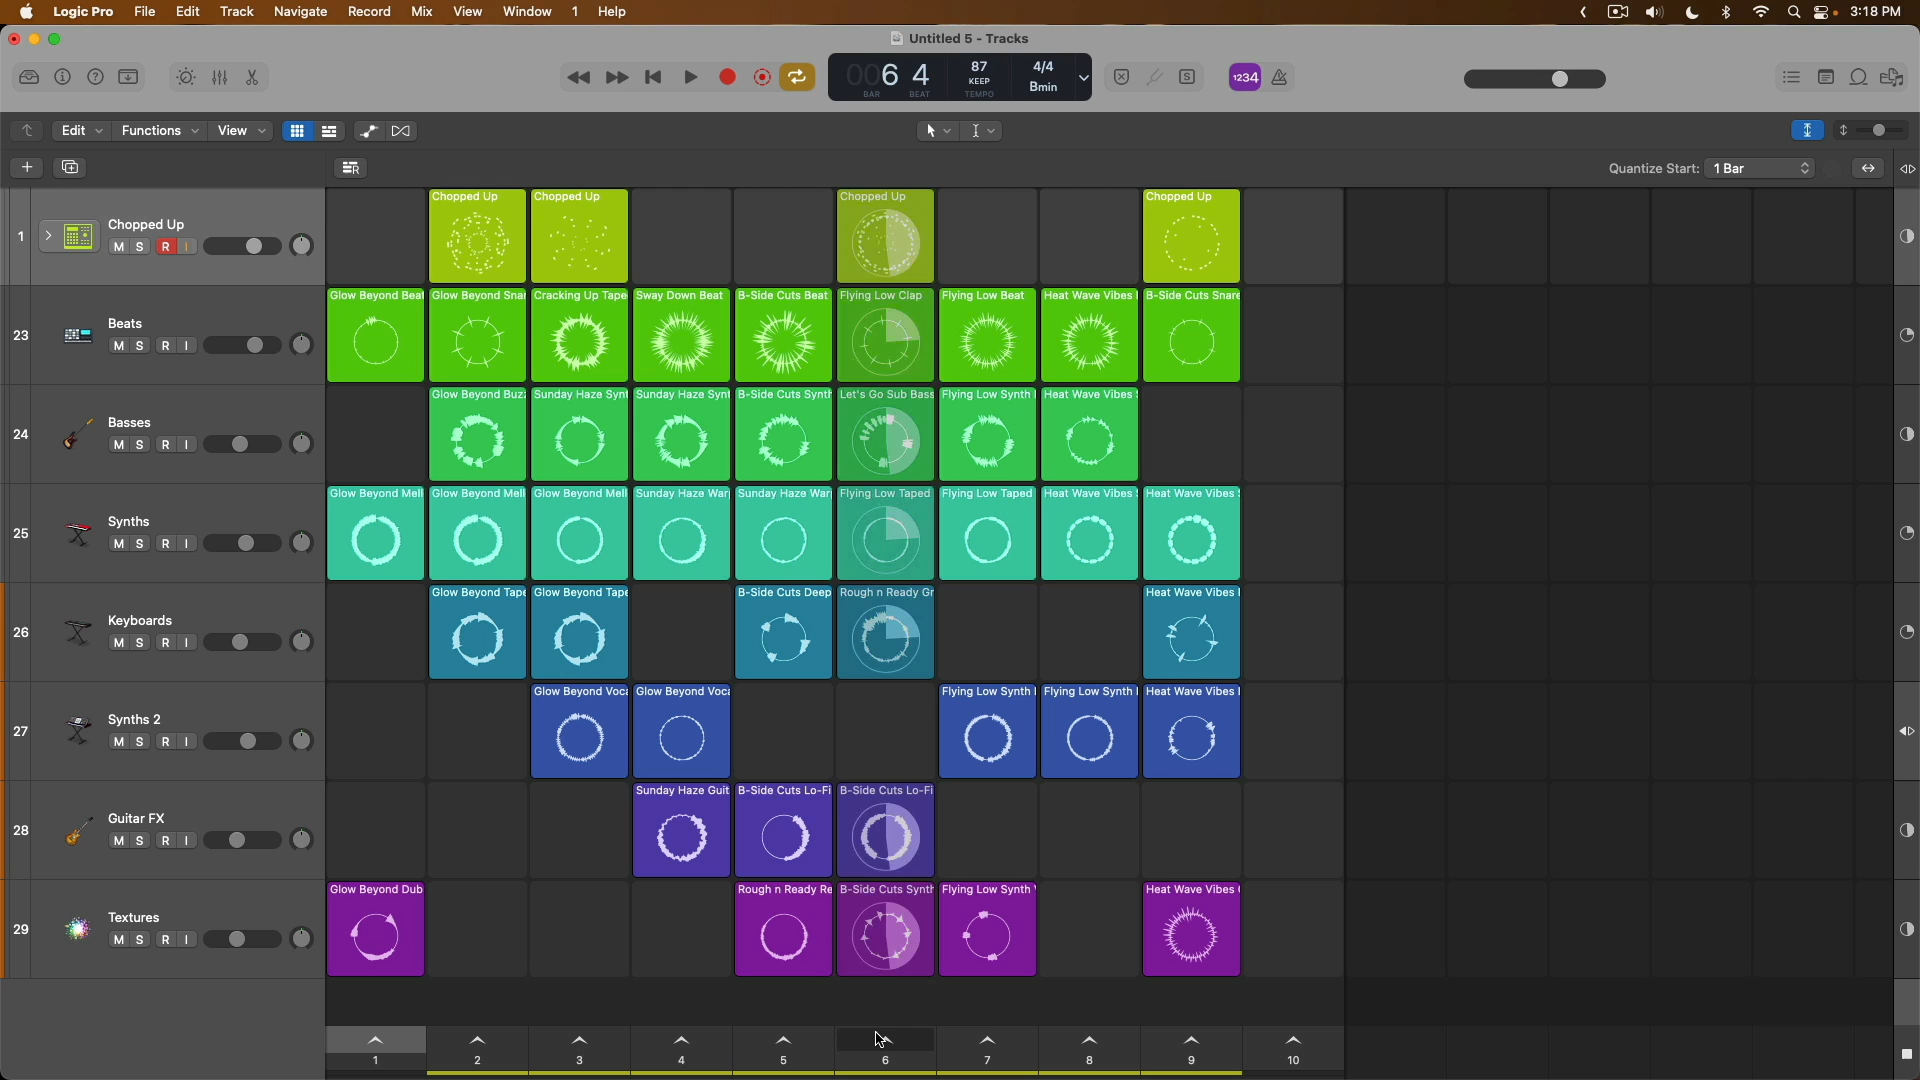 Logic Pro File Edit Track Navigate Record Mix View Window 1 Help 3:18 PM
Untitled 5 - Tracks
1234
006 4 87 KEEP 4/4 Bmin
BAR BEAT TEMPO
S
Edit Functions View
Quantize Start: 1 Bar
R
1 Chopped Up
M S R I
Chopped Up Chopped Up Chopped Up Chopped Up
23 Beats
M S R I
Glow Beyond Beat Glow Beyond Snar Cracking Up Tape Sway Down Beat B-Side Cuts Beat Flying Low Clap Flying Low Beat Heat Wave Vibes B-Side Cuts Snare
24 Basses
M S R I
Glow Beyond Buzz Sunday Haze Synt Sunday Haze Synt B-Side Cuts Synth Let's Go Sub Bass Flying Low Synth Heat Wave Vibes
25 Synths
M S R I
Glow Beyond Mell Glow Beyond Mell Glow Beyond Mell Sunday Haze War Sunday Haze War Flying Low Taped Flying Low Taped Heat Wave Vibes Heat Wave Vibes
26 Keyboards
M S R I
Glow Beyond Tape Glow Beyond Tape B-Side Cuts Deep Rough n Ready Gr Heat Wave Vibes
27 Synths 2
M S R I
Glow Beyond Voca Glow Beyond Voca Flying Low Synth Flying Low Synth Heat Wave Vibes
28 Guitar FX
M S R I
Sunday Haze Guit B-Side Cuts Lo-Fi B-Side Cuts Lo-Fi
29 Textures
M S R I
Glow Beyond Dub Rough n Ready Re B-Side Cuts Synth Flying Low Synth Heat Wave Vibes
1 2 3 4 5 6 7 8 9 10